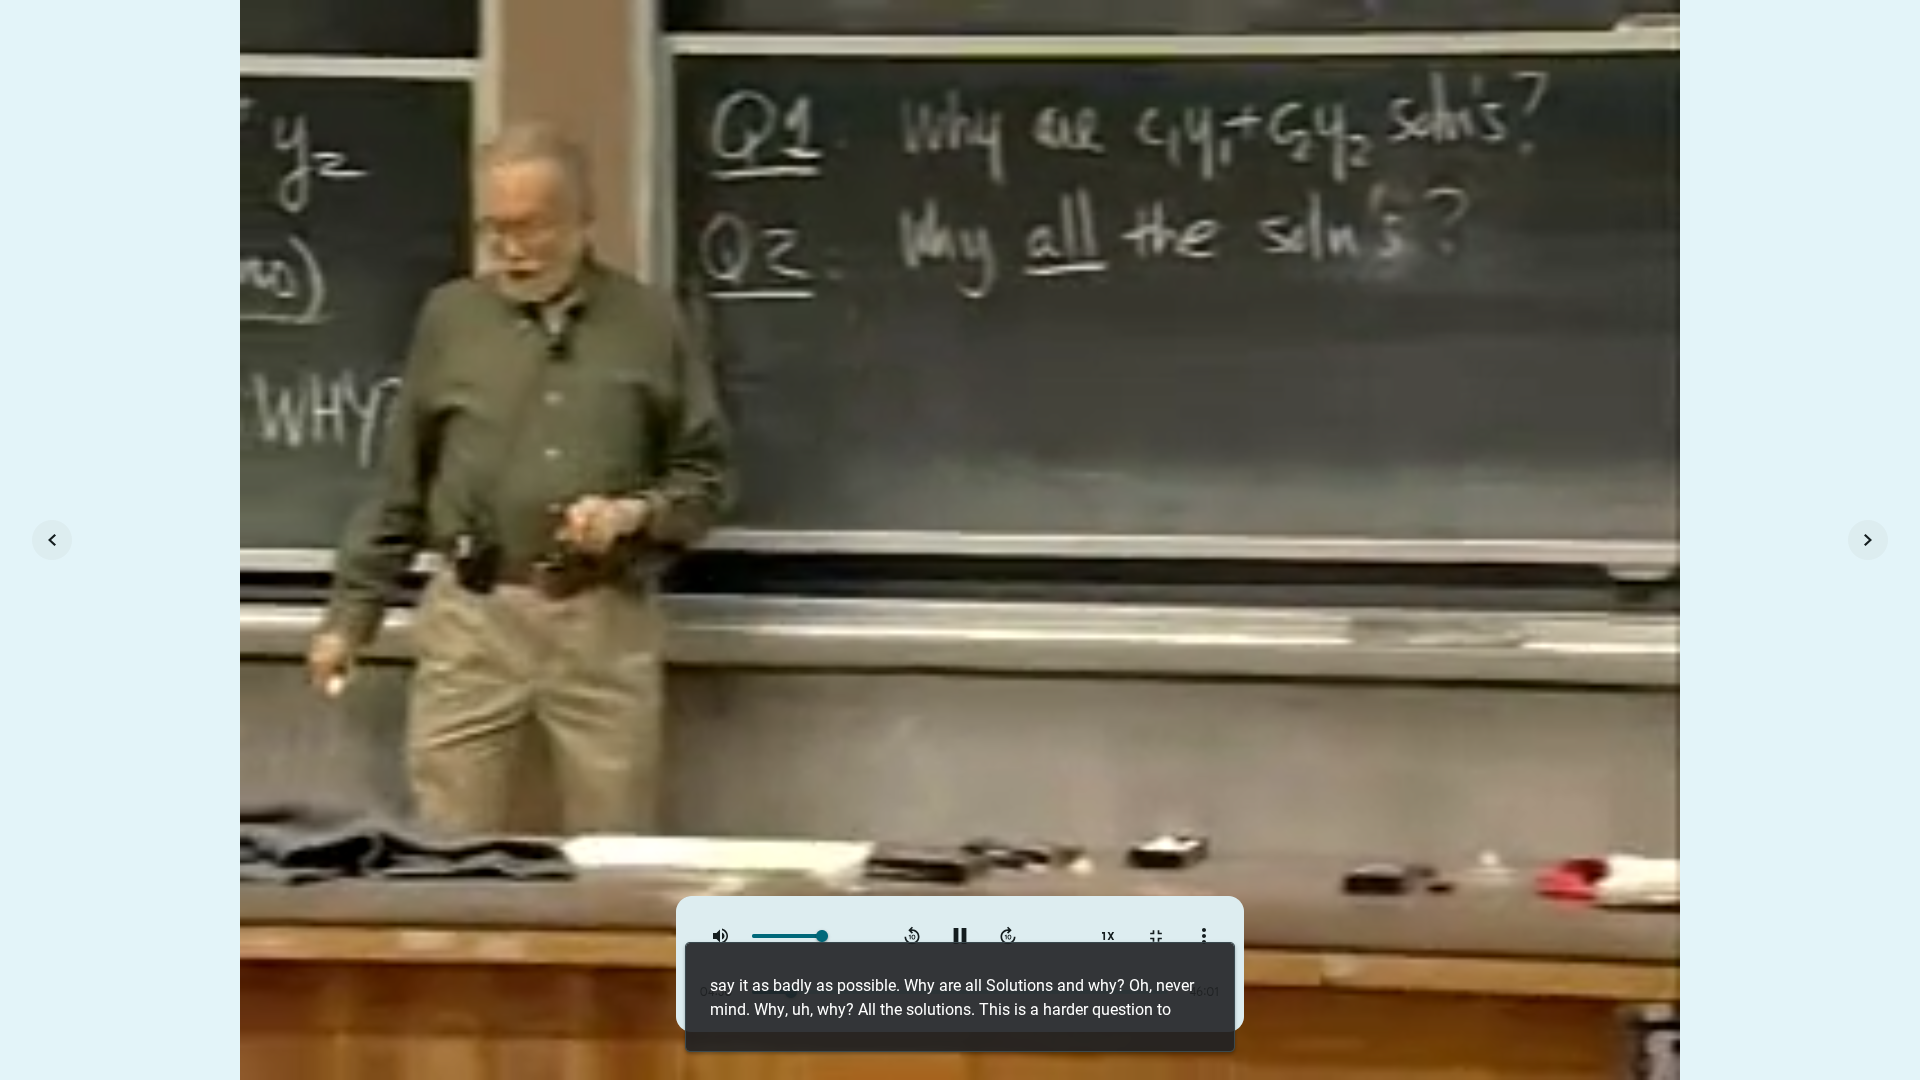 y₂
WHY?
Q1. Why are c₁y₁+c₂y₂ soln's?
Q2: Why all the soln's?
1X
say it as badly as possible. Why are all Solutions and why? Oh, never
mind. Why, uh, why? All the solutions. This is a harder question to